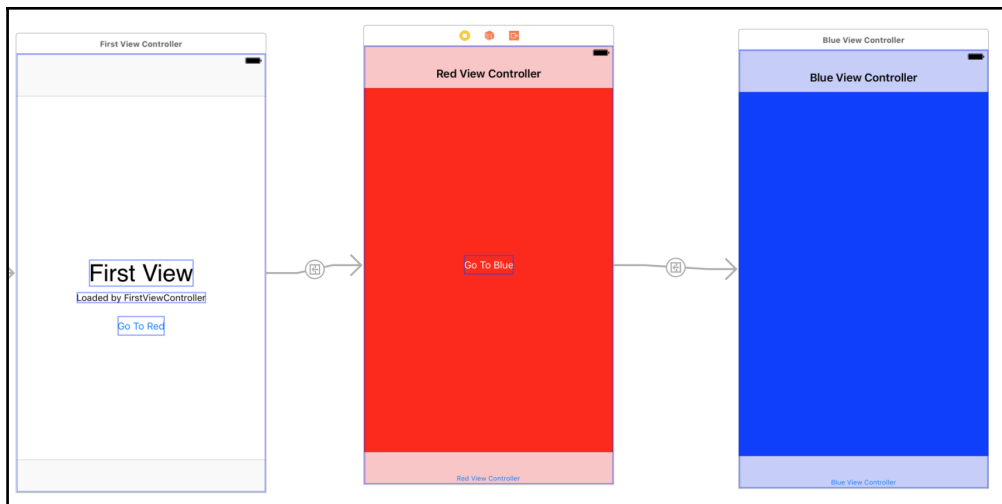 First View Controller
First View
Loaded by FirstViewController
Go To Red
Red View Controller
Go To Blue
Red View Controller
Blue View Controller
Blue View Controller
Blue View Controller